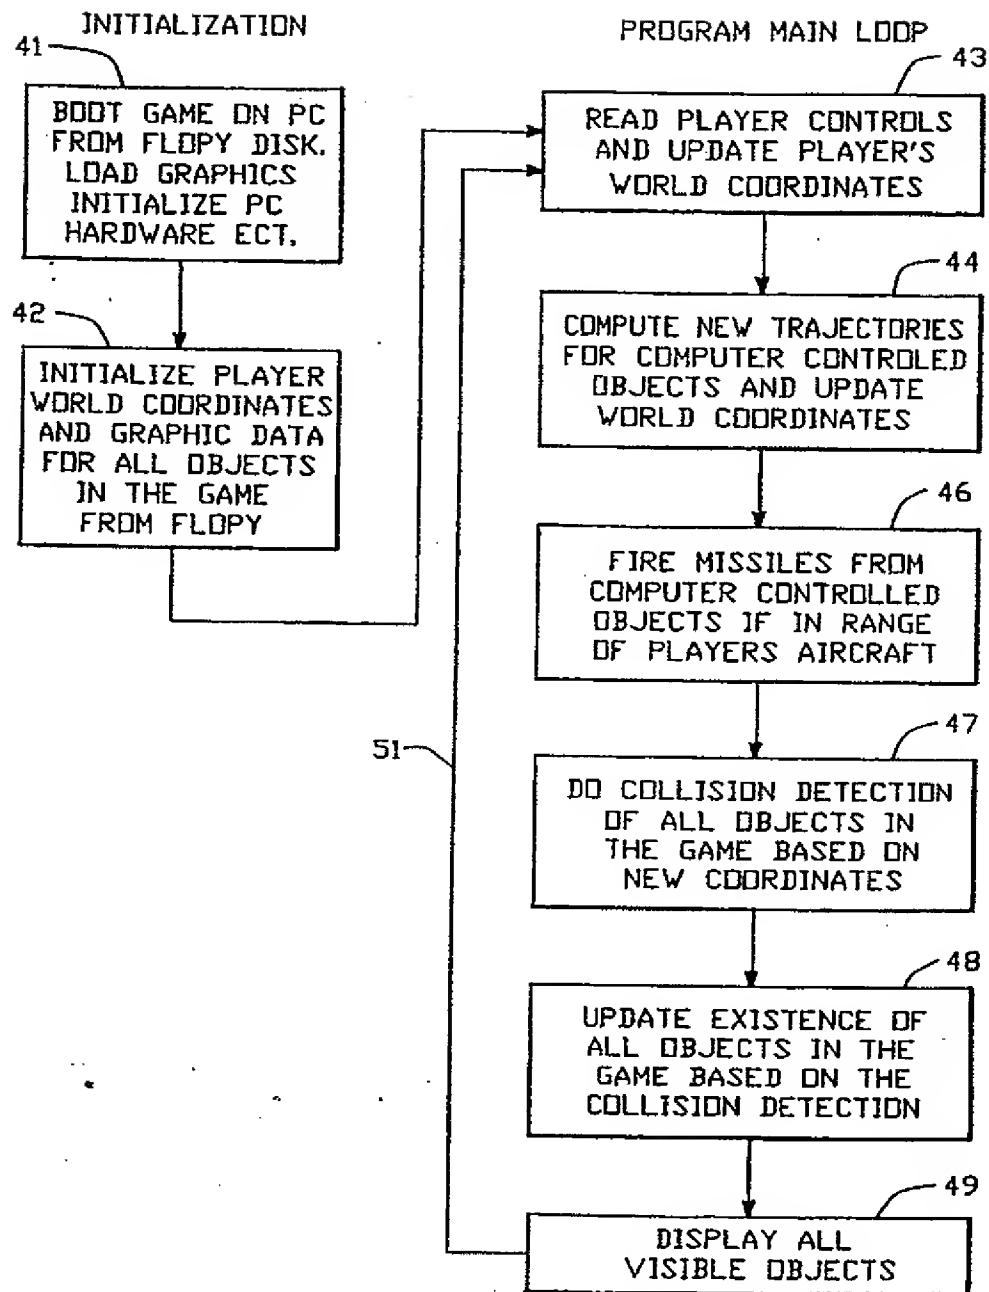 INITIALIZATION
41
BOOT GAME ON PC
FROM FLOPY DISK.
LOAD GRAPHICS
INITIALIZE PC
HARDWARE ECT.
42
INITIALIZE PLAYER
WORLD COORDINATES
AND GRAPHIC DATA
FOR ALL OBJECTS
IN THE GAME
FROM FLOPY
PROGRAM MAIN LOOP
43
READ PLAYER CONTROLS
AND UPDATE PLAYER'S
WORLD COORDINATES
44
COMPUTE NEW TRAJECTORIES
FOR COMPUTER CONTROLED
OBJECTS AND UPDATE
WORLD COORDINATES
46
FIRE MISSILES FROM
COMPUTER CONTROLLED
OBJECTS IF IN RANGE
OF PLAYERS AIRCRAFT
47
DO COLLISION DETECTION
OF ALL OBJECTS IN
THE GAME BASED ON
NEW COORDINATES
48
UPDATE EXISTENCE OF
ALL OBJECTS IN THE
GAME BASED ON THE
COLLISION DETECTION
49
DISPLAY ALL
VISIBLE OBJECTS
51